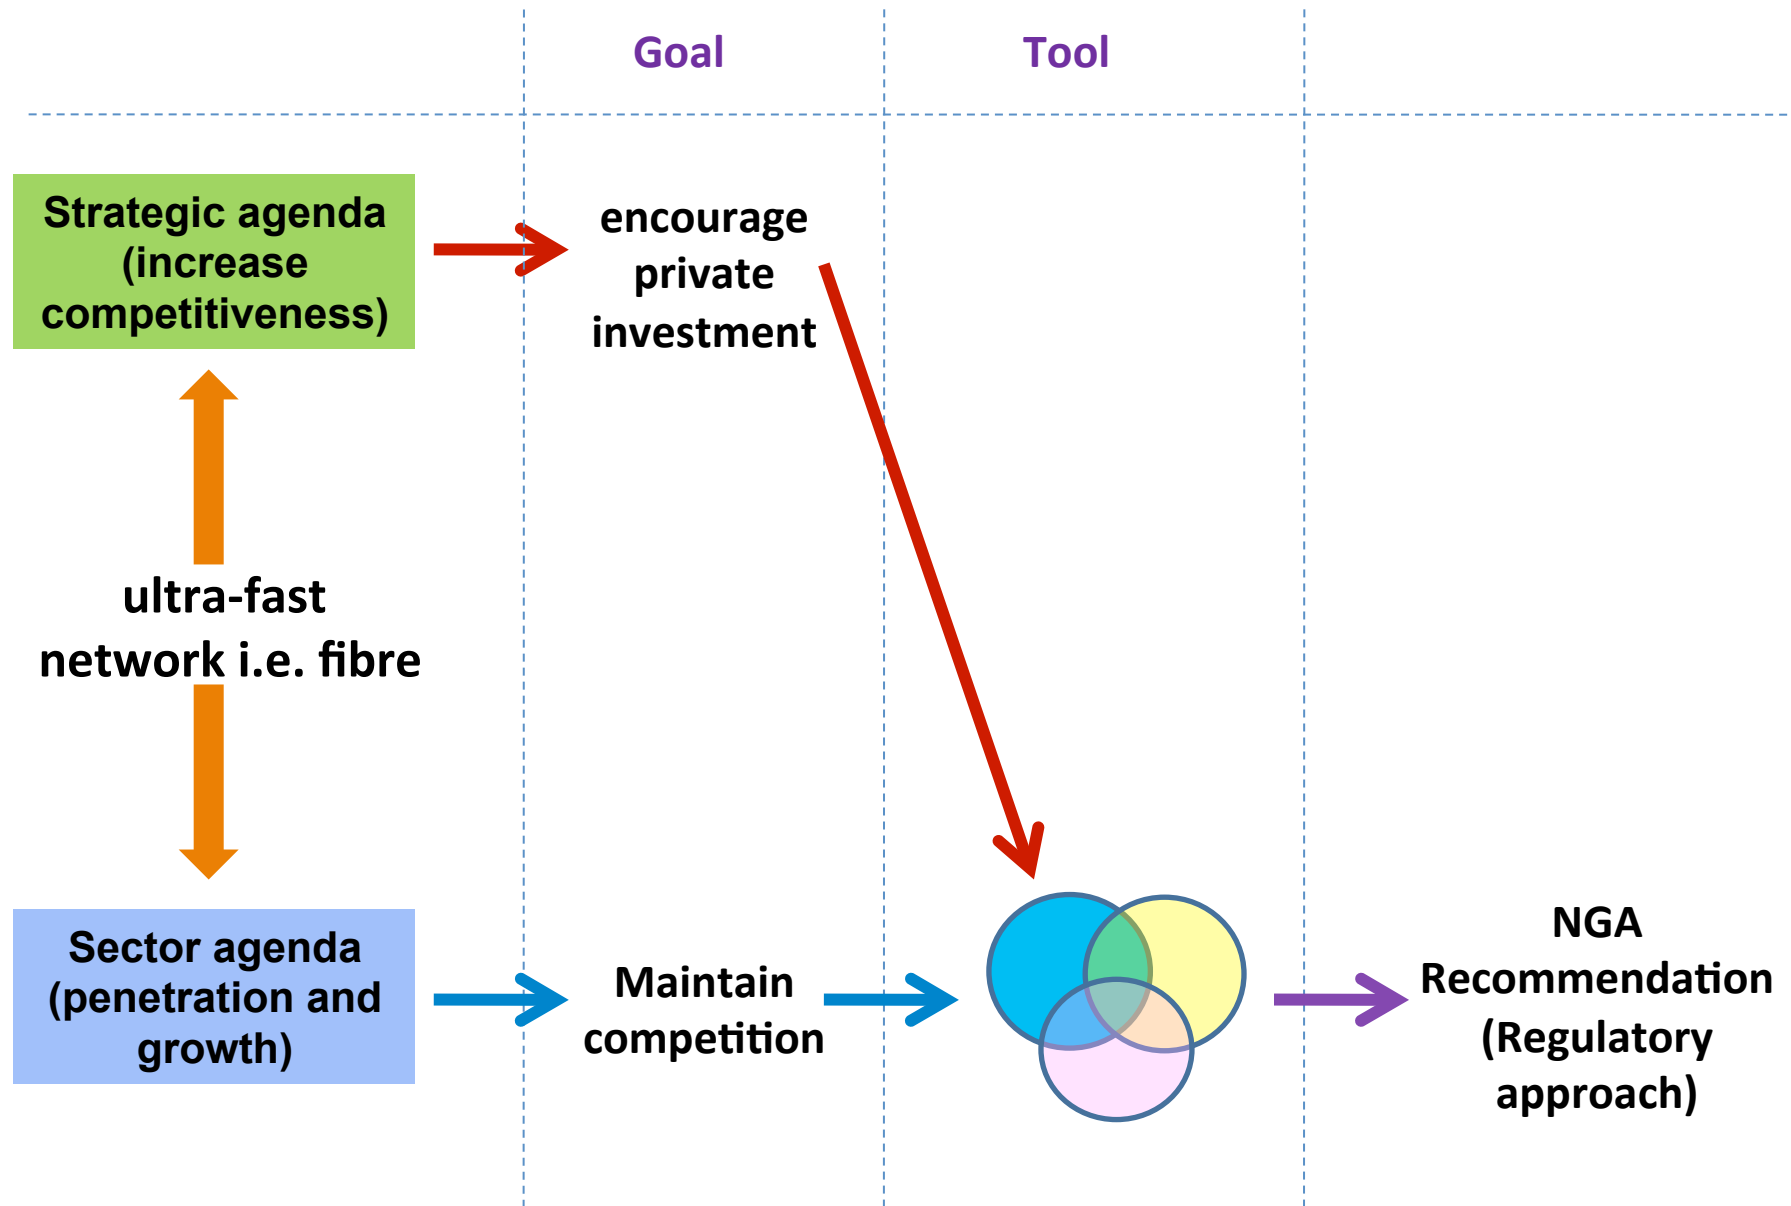 Goal
Tool
Strategic agenda
(increase
competitiveness)
encourage
private
investment
ultra-fast
network i.e. fibre
Sector agenda
(penetration and
growth)
Maintain
competition
NGA
Recommendation
(Regulatory
approach)